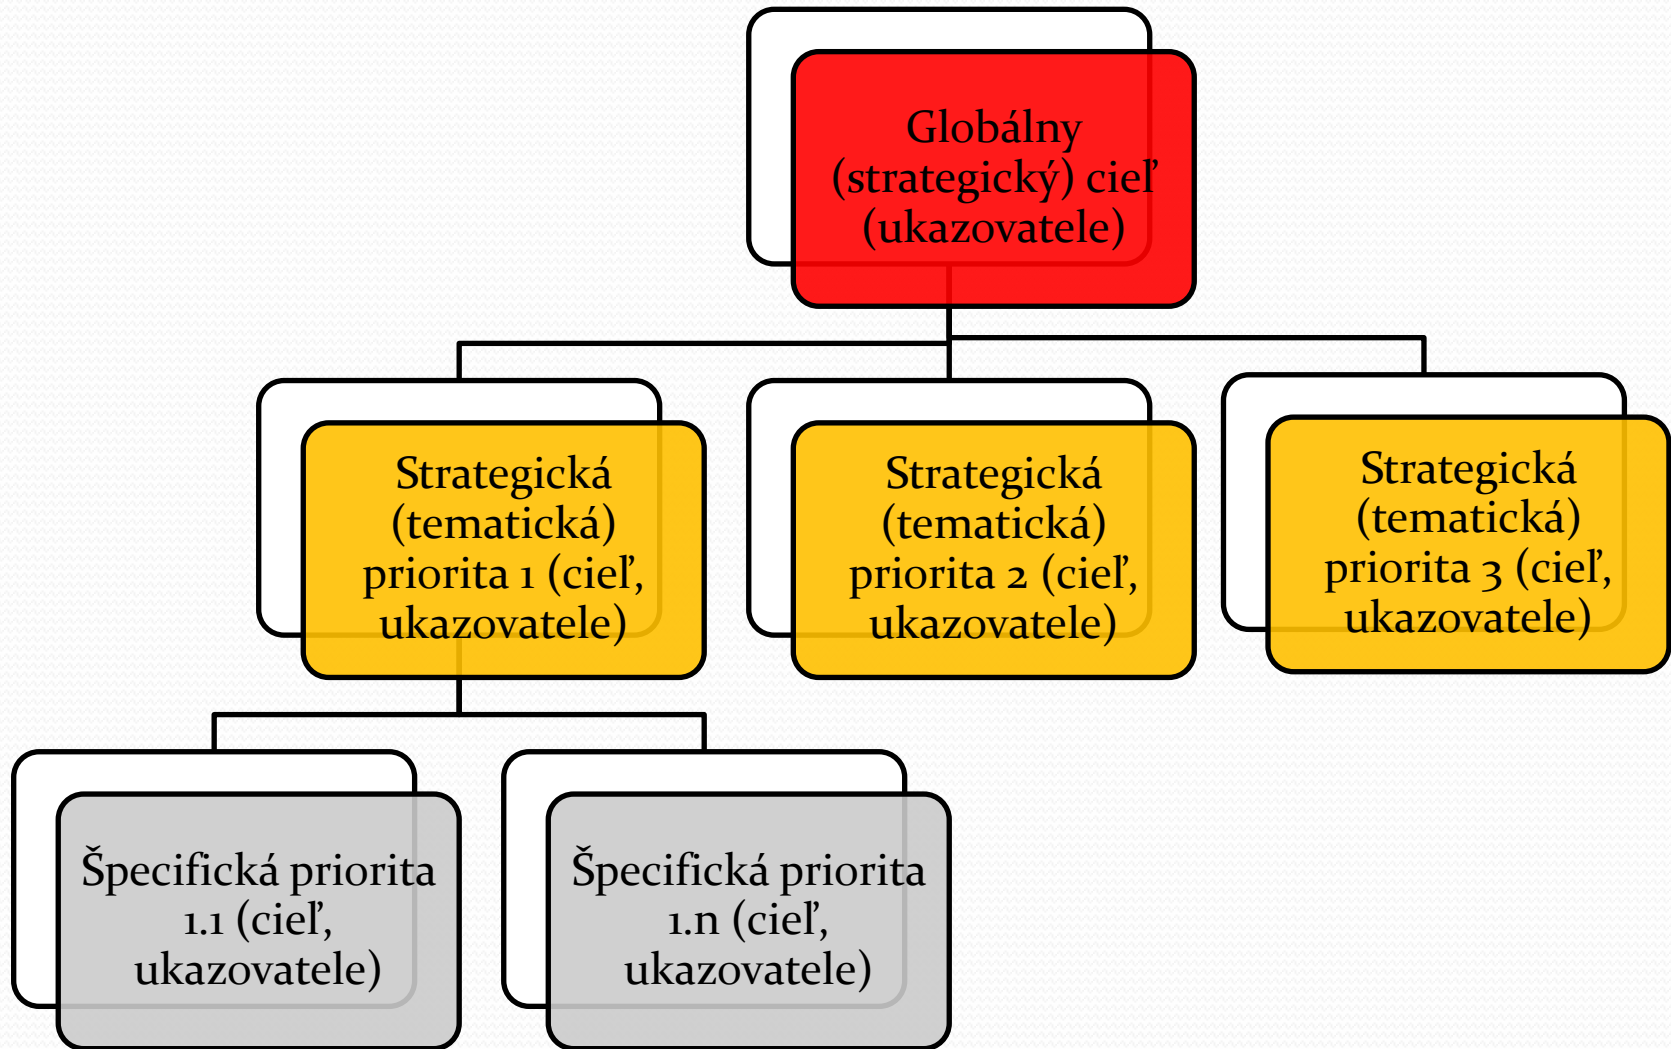 Globálny
(strategický) cieľ
(ukazovatele)
Strategická
(tematická)
priorita 1 (cieľ,
ukazovatele)
Strategická
(tematická)
priorita 2 (cieľ,
ukazovatele)
Strategická
(tematická)
priorita 3 (cieľ,
ukazovatele)
Špecifická priorita
1.1 (cieľ,
ukazovatele)
Špecifická priorita
1.n (cieľ,
ukazovatele)